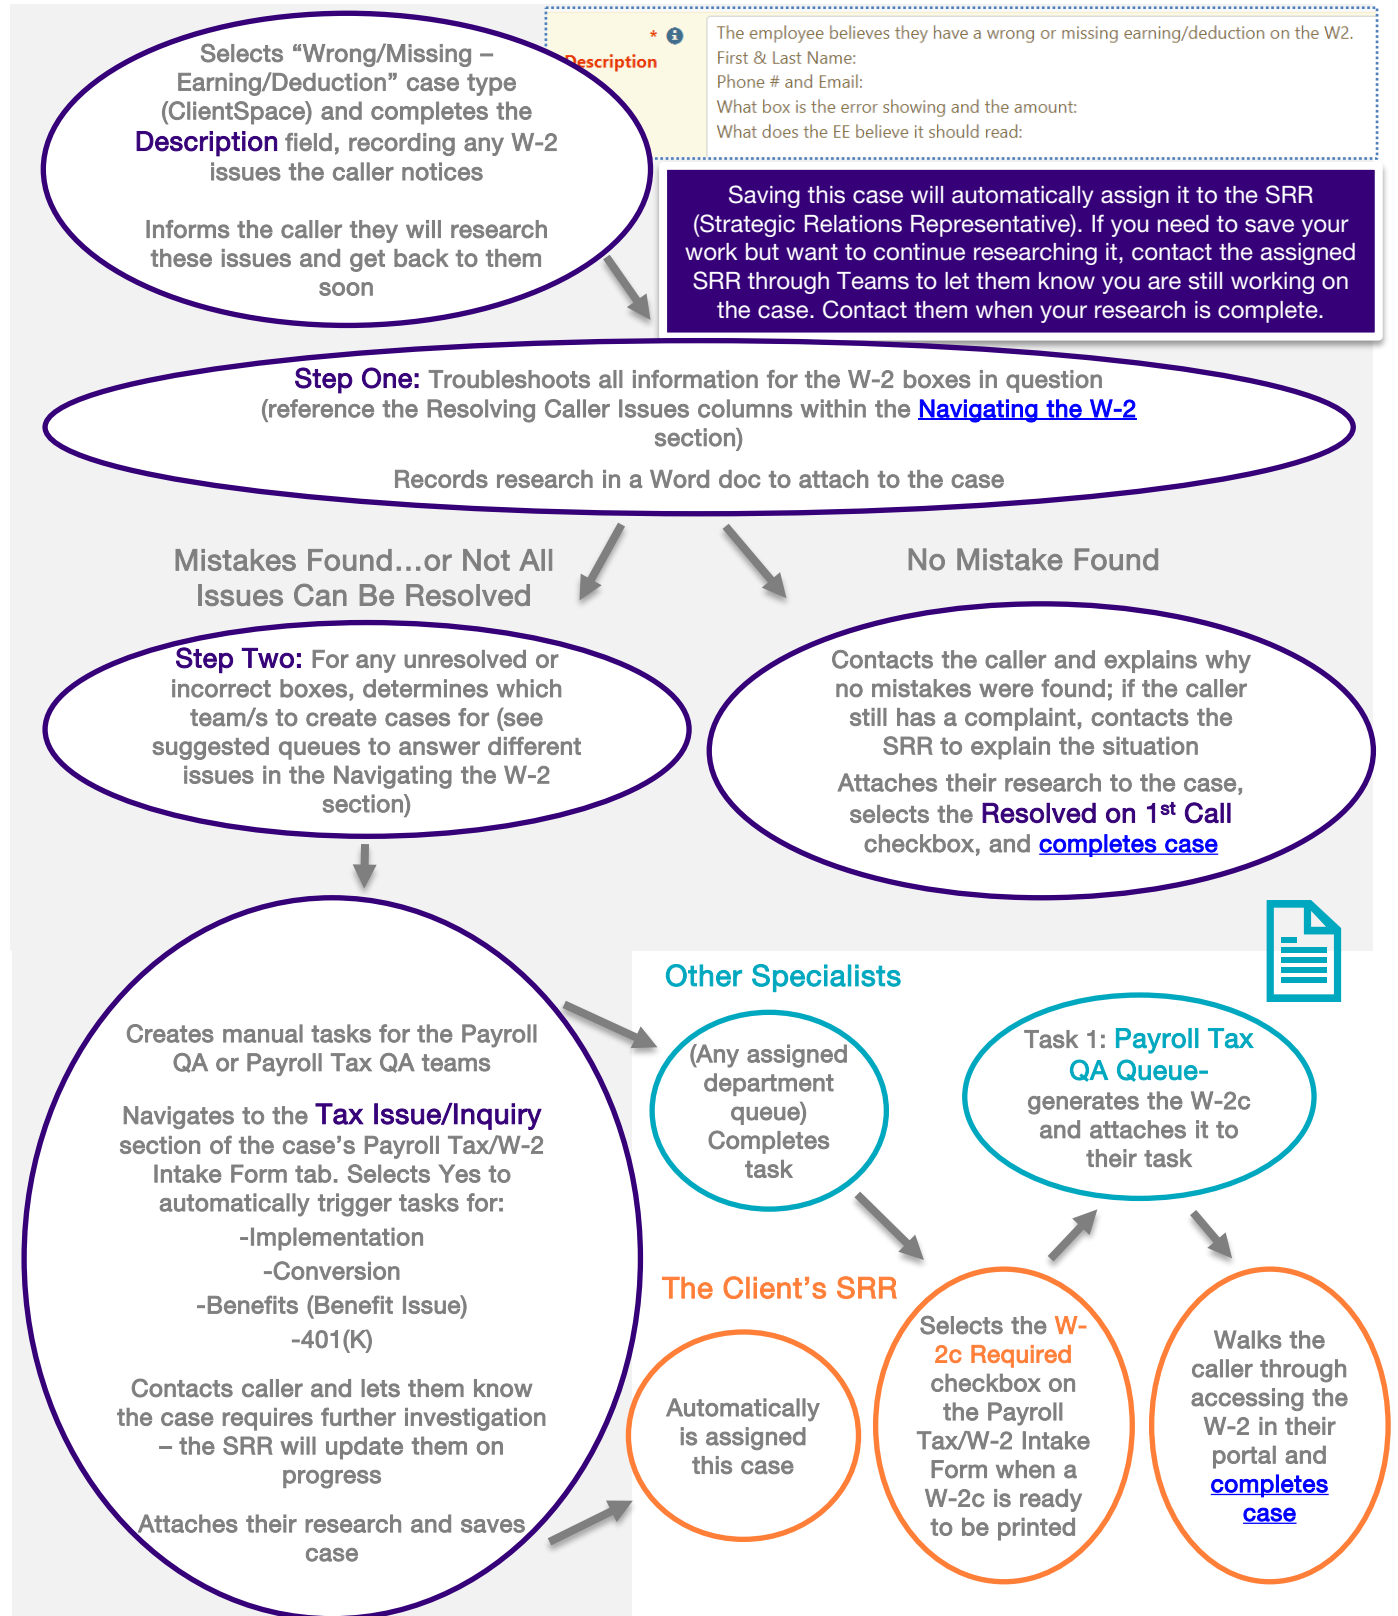 Selects “Wrong/Missing –
Earning/Deduction” case type
(ClientSpace) and completes the
Description field, recording any W-2
issues the caller notices
Informs the caller they will research
these issues and get back to them
soon
* Description
The employee believes they have a wrong or missing earning/deduction on the W2.
First & Last Name:
Phone # and Email:
What box is the error showing and the amount:
What does the EE believe it should read:
Saving this case will automatically assign it to the SRR
(Strategic Relations Representative). If you need to save your
work but want to continue researching it, contact the assigned
SRR through Teams to let them know you are still working on
the case. Contact them when your research is complete.
Step One: Troubleshoots all information for the W-2 boxes in question
(reference the Resolving Caller Issues columns within the Navigating the W-2
section)
Records research in a Word doc to attach to the case
Mistakes Found...or Not All
Issues Can Be Resolved
No Mistake Found
Step Two: For any unresolved or
incorrect boxes, determines which
team/s to create cases for (see
suggested queues to answer different
issues in the Navigating the W-2
section)
Contacts the caller and explains why
no mistakes were found; if the caller
still has a complaint, contacts the
SRR to explain the situation
Attaches their research to the case,
selects the Resolved on 1st Call
checkbox, and completes case
Creates manual tasks for the Payroll
QA or Payroll Tax QA teams
Navigates to the Tax Issue/Inquiry
section of the case’s Payroll Tax/W-2
Intake Form tab. Selects Yes to
automatically trigger tasks for:
-Implementation
-Conversion
-Benefits (Benefit Issue)
-401(K)
Contacts caller and lets them know
the case requires further investigation
– the SRR will update them on
progress
Attaches their research and saves
case
Other Specialists
(Any assigned
department
queue)
Completes
task
Task 1: Payroll Tax
QA Queue-
generates the W-2c
and attaches it to
their task
The Client’s SRR
Automatically
is assigned
this case
Selects the W-
2c Required
checkbox on
the Payroll
Tax/W-2 Intake
Form when a
W-2c is ready
to be printed
Walks the
caller through
accessing the
W-2 in their
portal and
completes
case